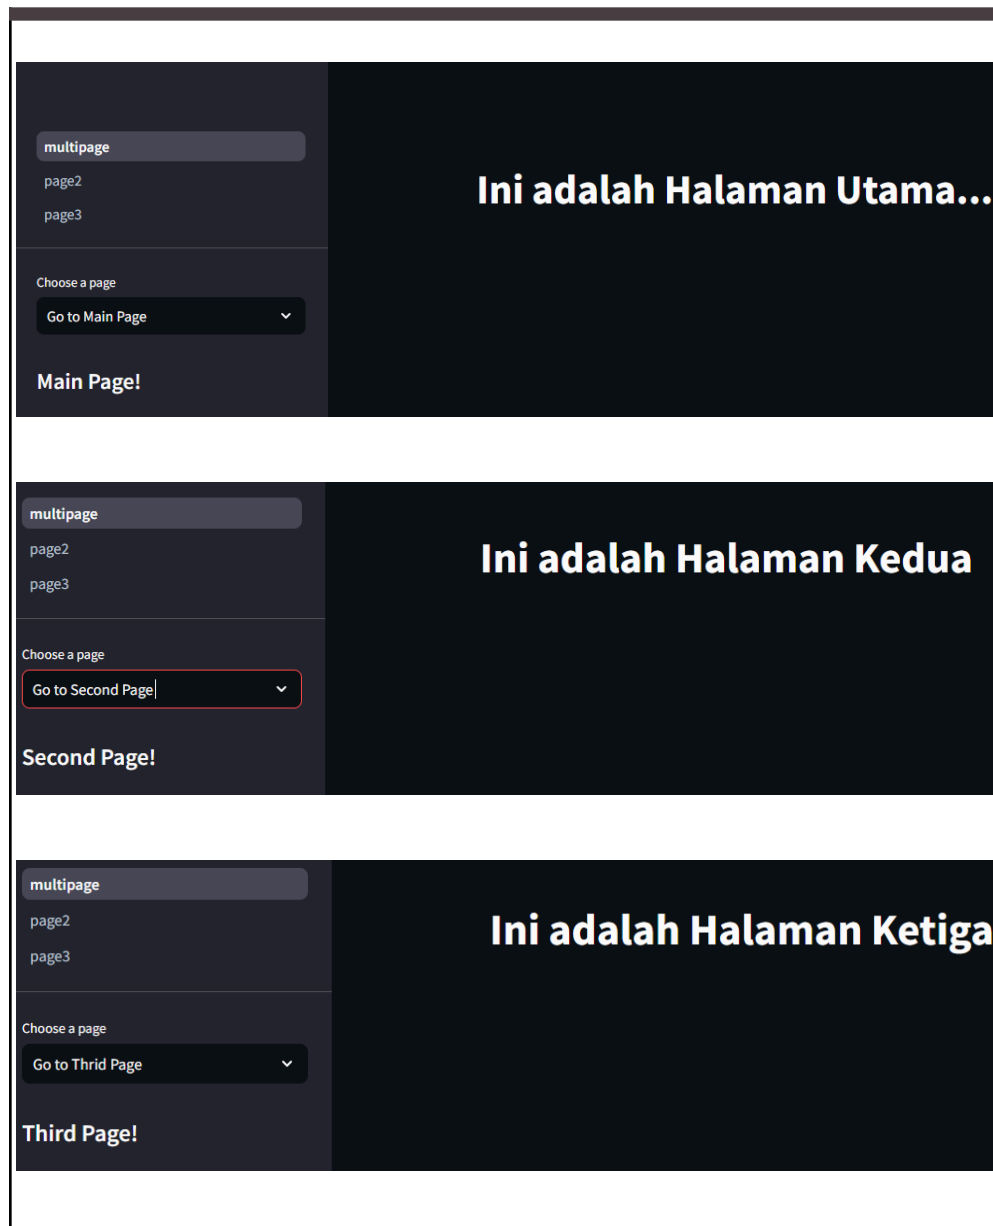 multipage
page2
page3
Ini adalah Halaman Utama...
Choose a page
Go to Main Page
Main Page!
multipage
page2
page3
Ini adalah Halaman Kedua
Choose a page
Go to Second Page
Second Page!
multipage
page2
page3
Ini adalah Halaman Ketiga
Choose a page
Go to Thrid Page
Third Page!